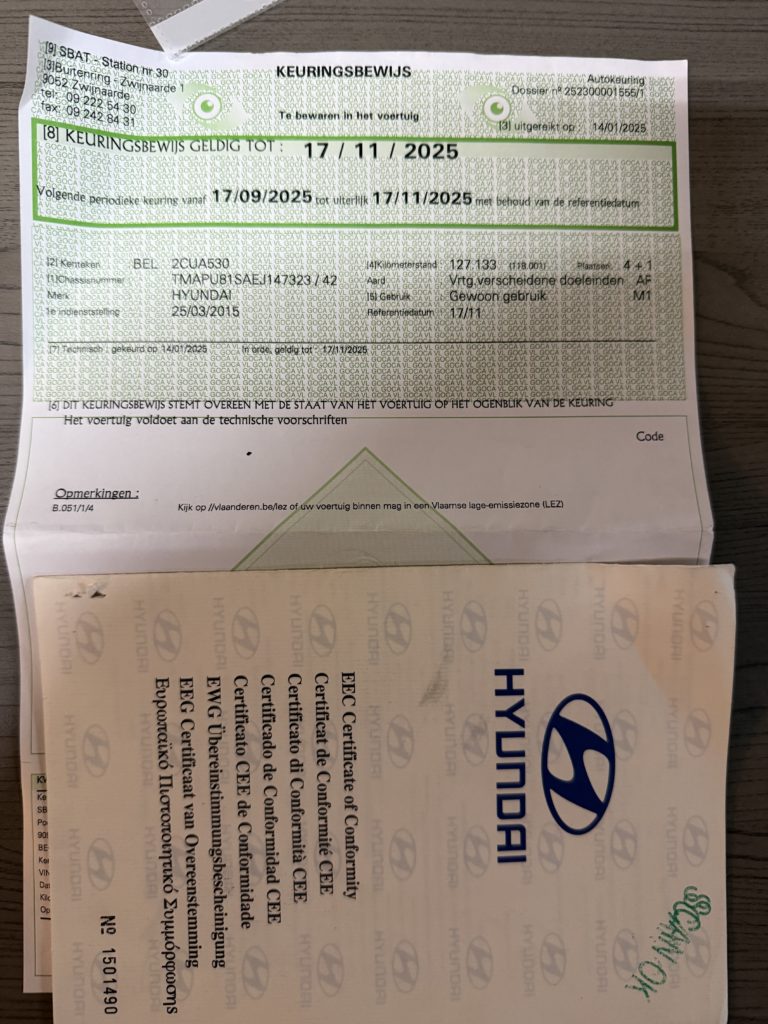 [9] SBAT - Station nr 30
[3]Buitenring - Zwijnaarde 1
9052 Zwijnaarde
tel: 09 222 54 30
fax: 09 242 84 31
KEURINGSBEWIJS
Te bewaren in het voertuig
Autokeuring
Dossier nº 252300001555/1
[3] uitgereikt op : 14/01/2025
[8] KEURINGSBEWIJS GELDIG TOT : 17 / 11 / 2025
Volgende periodieke keuring vanaf 17/09/2025 tot uiterlijk 17/11/2025 met behoud van de referentiedatum
[2] Kenteken BEL 2CUA530 [4]Kilometerstand 127.133 (118.001) Plaatsen 4 + 1
[1]Chassisnummer TMAPU81SAEJ147323 / 42 Aard Vrtg.verscheidene doeleinden AF
Merk HYUNDAI [5] Gebruik Gewoon gebruik M1
1e indienststelling 25/03/2015 Referentiedatum 17/11
[7] Technisch : gekeurd op 14/01/2025 In orde, geldig tot : 17/11/2025
[6] DIT KEURINGSBEWIJS STEMT OVEREEN MET DE STAAT VAN HET VOERTUIG OP HET OGENBLIK VAN DE KEURING
Het voertuig voldoet aan de technische voorschriften
Code
Opmerkingen :
B.051/1/4 Kijk op //vlaanderen.be/lez of uw voertuig binnen mag in een Vlaamse lage-emissiezone (LEZ)
HYUNDAI
EEC Certificate of Conformity
Certificat de Conformité CEE
Certificato di Conformità CEE
Certificado de Conformidad CEE
Certificato CEE de Conformidade
EWG Übereinstimmungsbescheinigung
EEG Certificaat van Overeenstemming
Ευρωπαϊκό Πιστοποιητικό Συμμόρφωσης
Nº 1501490
SCAN OK